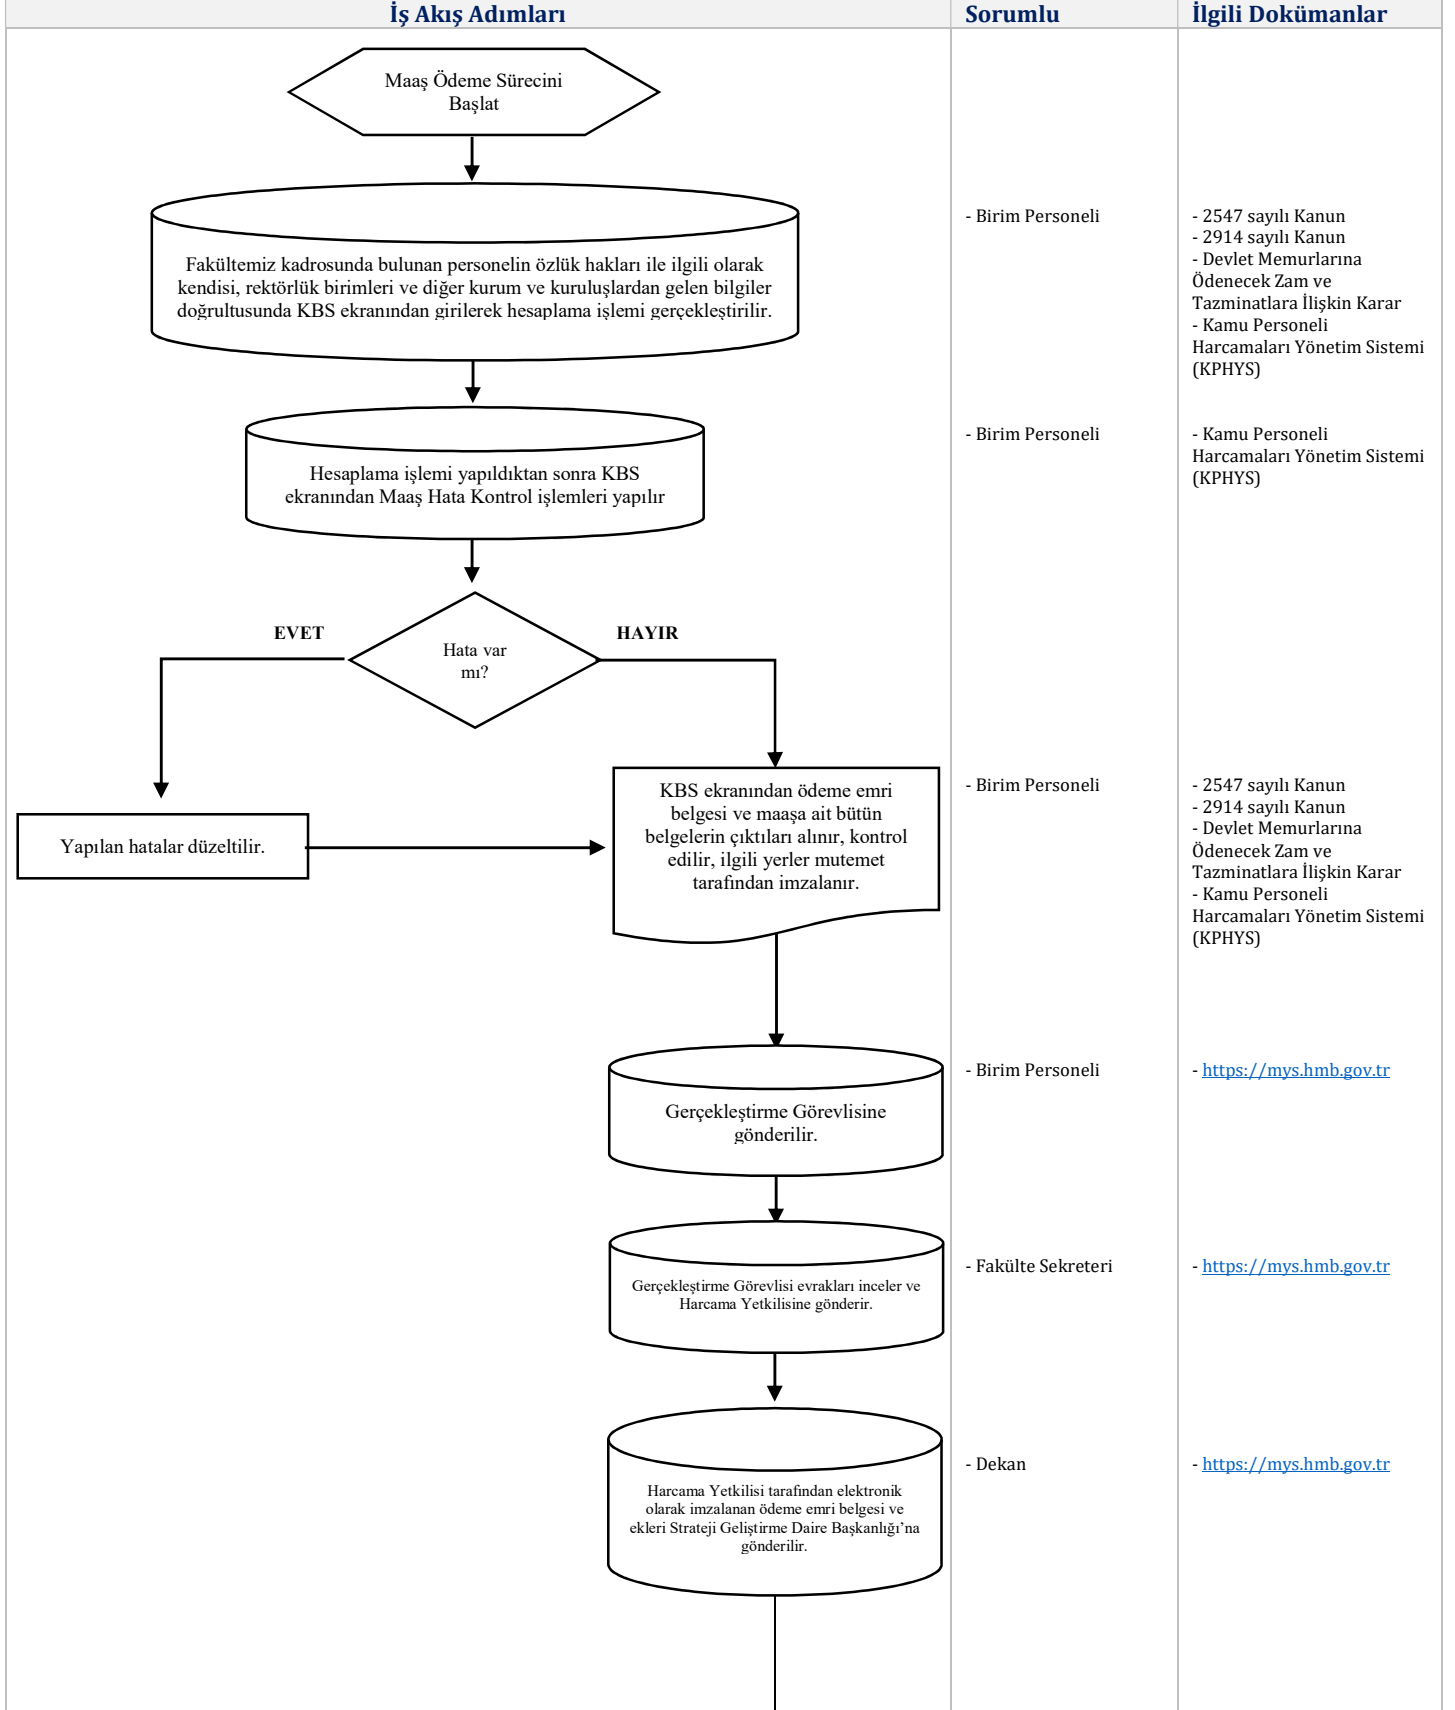 İş Akış Adımları
Sorumlu
İlgili Dokümanlar
Maaş Ödeme Sürecini
Başlat
Fakültemiz kadrosunda bulunan personelin özlük hakları ile ilgili olarak
kendisi, rektörlük birimleri ve diğer kurum ve kuruluşlardan gelen bilgiler
doğrultusunda KBS ekranından girilerek hesaplama işlemi gerçekleştirilir.
- Birim Personeli
- 2547 sayılı Kanun
- 2914 sayılı Kanun
- Devlet Memurlarına
Ödenecek Zam ve
Tazminatlara İlişkin Karar
- Kamu Personeli
Harcamaları Yönetim Sistemi
(KPHYS)
Hesaplama işlemi yapıldıktan sonra KBS
ekranından Maaş Hata Kontrol işlemleri yapılır
- Birim Personeli
- Kamu Personeli
Harcamaları Yönetim Sistemi
(KPHYS)
EVET
HAYIR
Hata var
mı?
Yapılan hatalar düzeltilir.
KBS ekranından ödeme emri
belgesi ve maaşa ait bütün
belgelerin çıktıları alınır, kontrol
edilir, ilgili yerler mutemet
tarafından imzalanır.
- Birim Personeli
- 2547 sayılı Kanun
- 2914 sayılı Kanun
- Devlet Memurlarına
Ödenecek Zam ve
Tazminatlara İlişkin Karar
- Kamu Personeli
Harcamaları Yönetim Sistemi
(KPHYS)
Gerçekleştirme Görevlisine
gönderilir.
- Birim Personeli
- https://mys.hmb.gov.tr
Gerçekleştirme Görevlisi evrakları inceler ve
Harcama Yetkilisine gönderir.
- Fakülte Sekreteri
- https://mys.hmb.gov.tr
Harcama Yetkilisi tarafından elektronik
olarak imzalanan ödeme emri belgesi ve
ekleri Strateji Geliştirme Daire Başkanlığı’na
gönderilir.
- Dekan
- https://mys.hmb.gov.tr